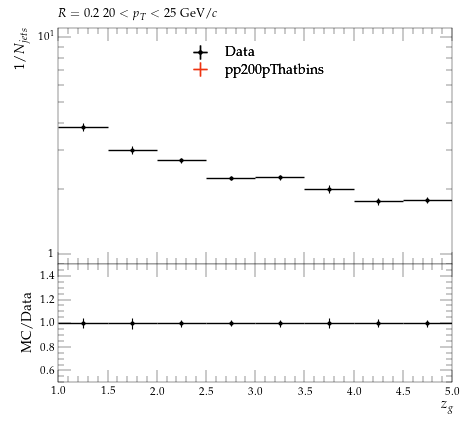 R = 0.2 20 < p_T < 25 GeV/c
1/N_jets
10^1
Data
pp200pThatbins
1
MC/Data
1.4
1.2
1.0
0.8
0.6
1.0 1.5 2.0 2.5 3.0 3.5 4.0 4.5 5.0
z_g